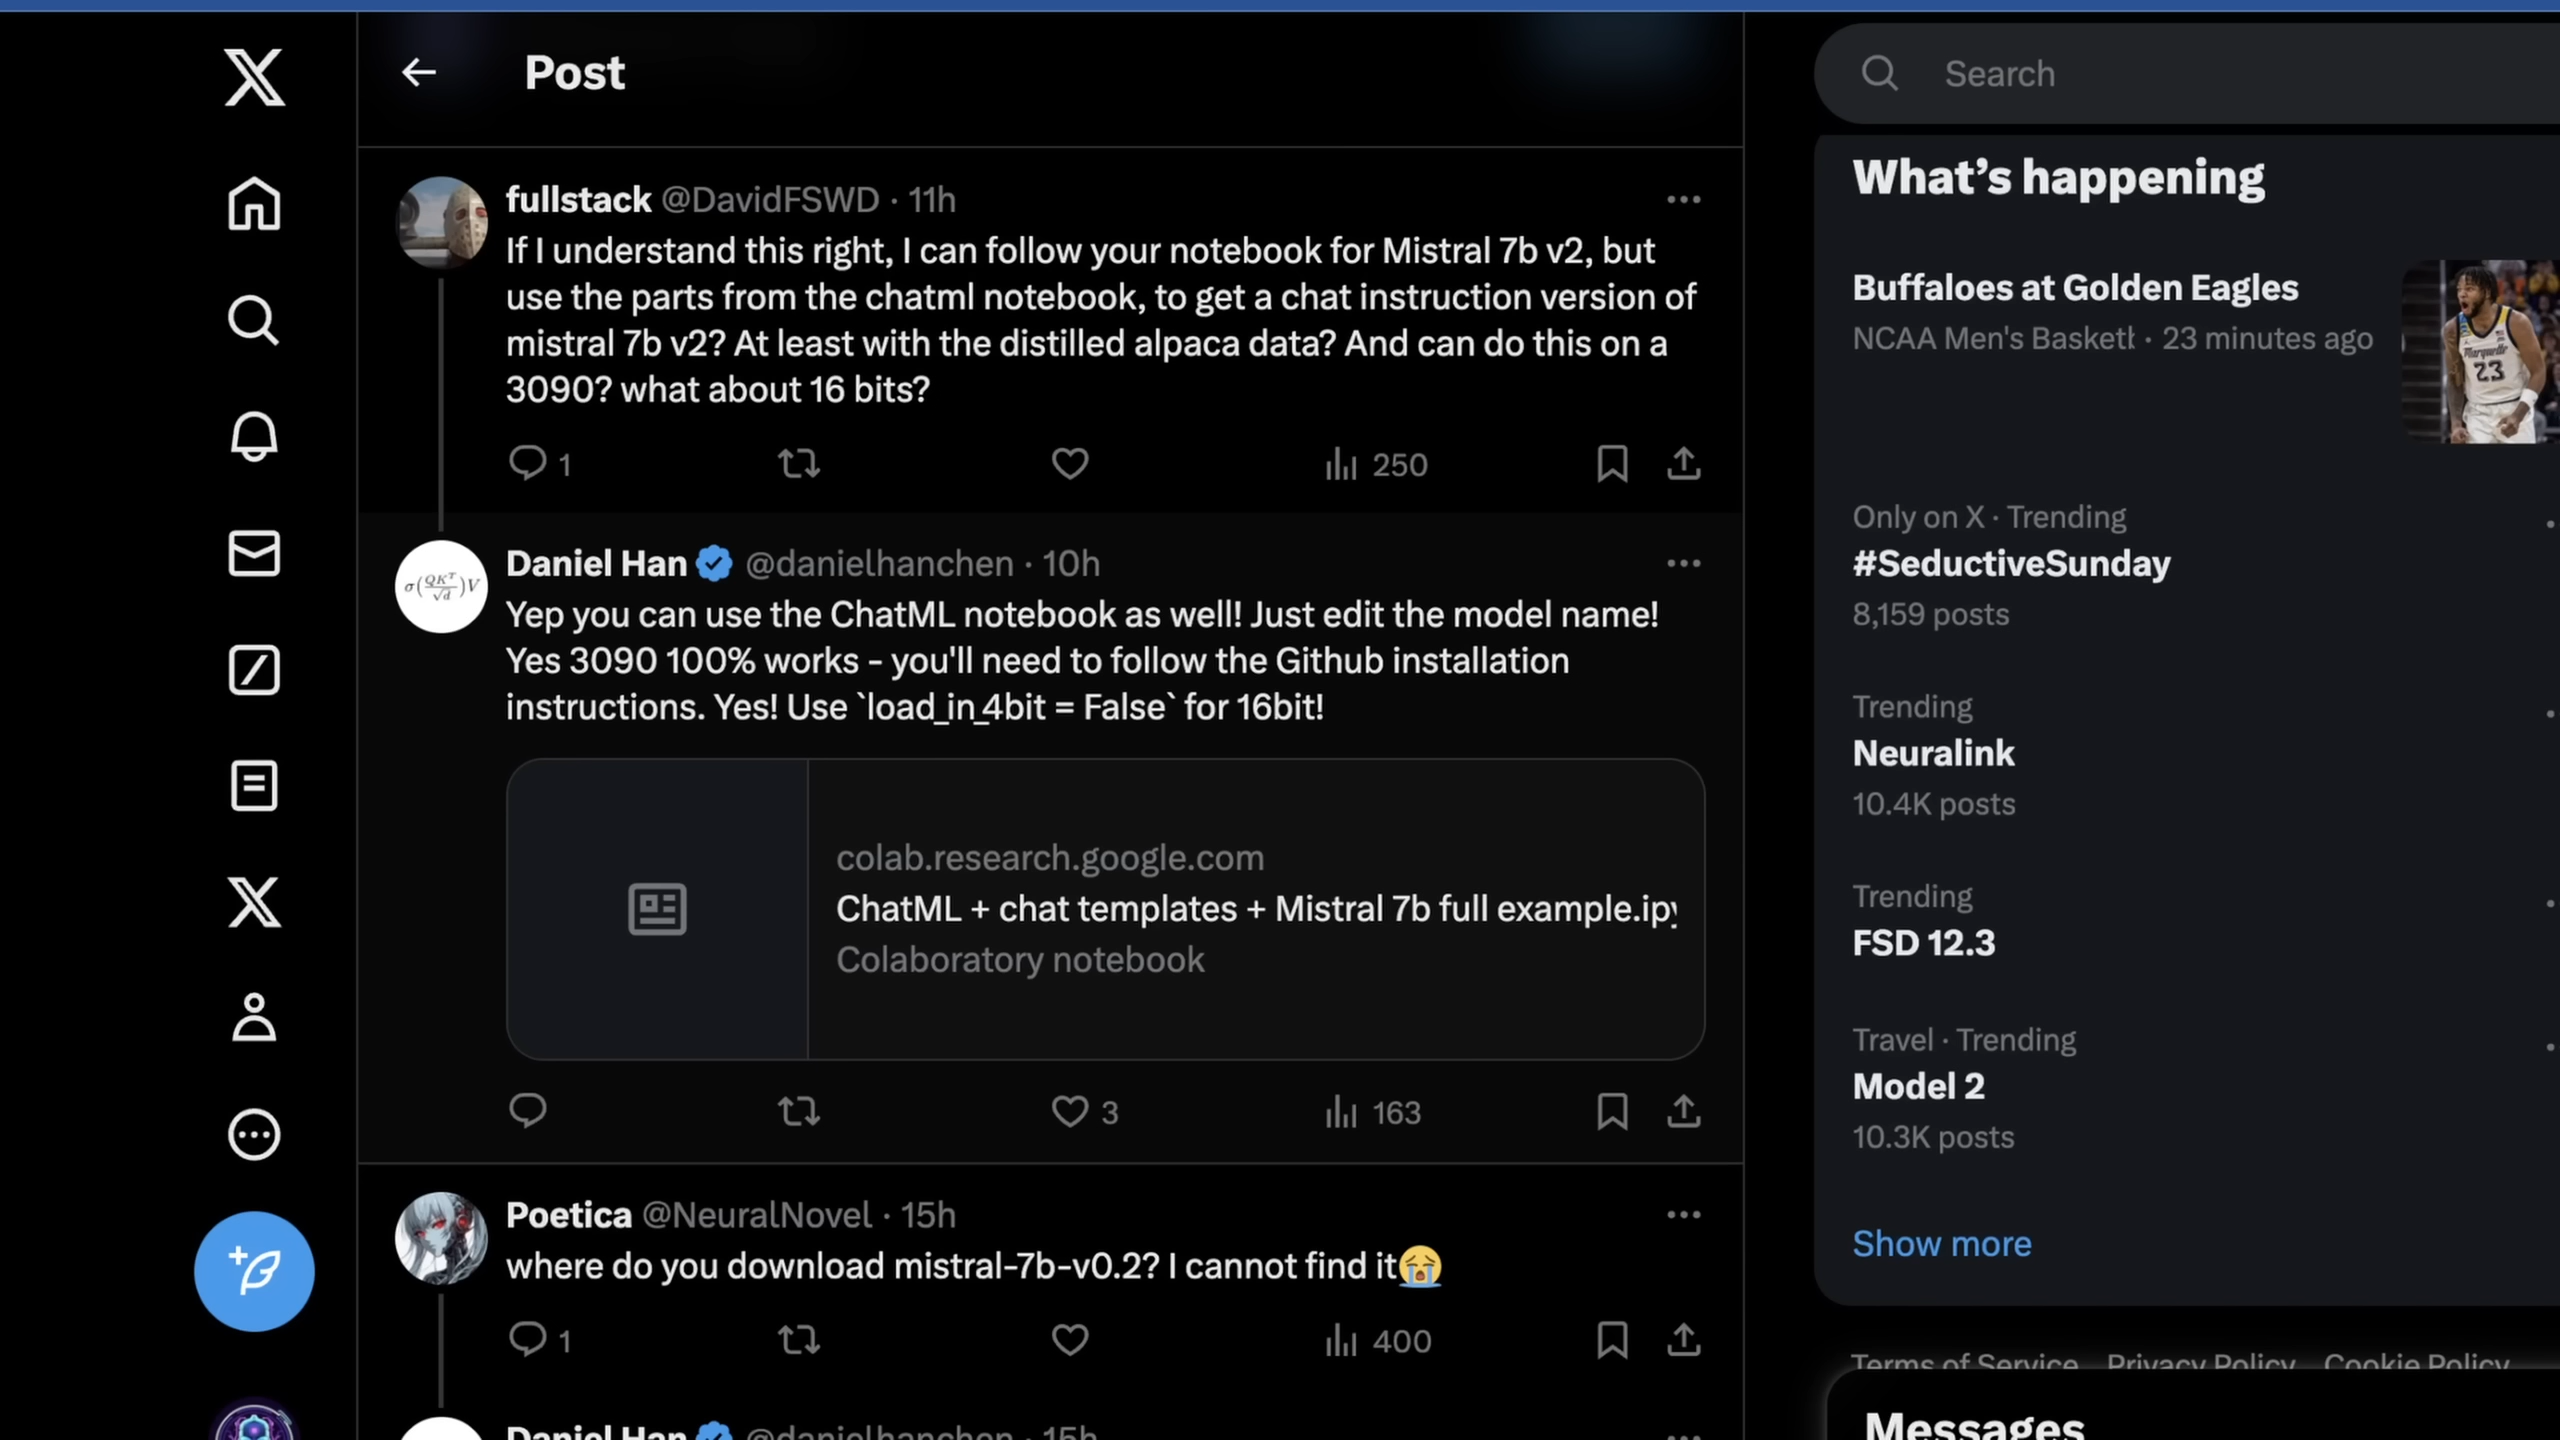 Post
fullstack @DavidFSWD · 11h
If I understand this right, I can follow your notebook for Mistral 7b v2, but
use the parts from the chatml notebook, to get a chat instruction version of
mistral 7b v2? At least with the distilled alpaca data? And can do this on a
3090? what about 16 bits?
1 250
Daniel Han @danielhanchen · 10h
Yep you can use the ChatML notebook as well! Just edit the model name!
Yes 3090 100% works - you'll need to follow the Github installation
instructions. Yes! Use `load_in_4bit = False` for 16bit!
colab.research.google.com
ChatML + chat templates + Mistral 7b full example.ipy
Colaboratory notebook
3 163
Poetica @NeuralNovel · 15h
where do you download mistral-7b-v0.2? I cannot find it😭
1 400
Daniel Han @danielhanchen · 15h
Search
What’s happening
Buffaloes at Golden Eagles
NCAA Men's Basketb · 23 minutes ago
Marquette
23
Only on X · Trending
#SeductiveSunday
8,159 posts
Trending
Neuralink
10.4K posts
Trending
FSD 12.3
Travel · Trending
Model 2
10.3K posts
Show more
Terms of Service Privacy Policy Cookie Policy
Messages